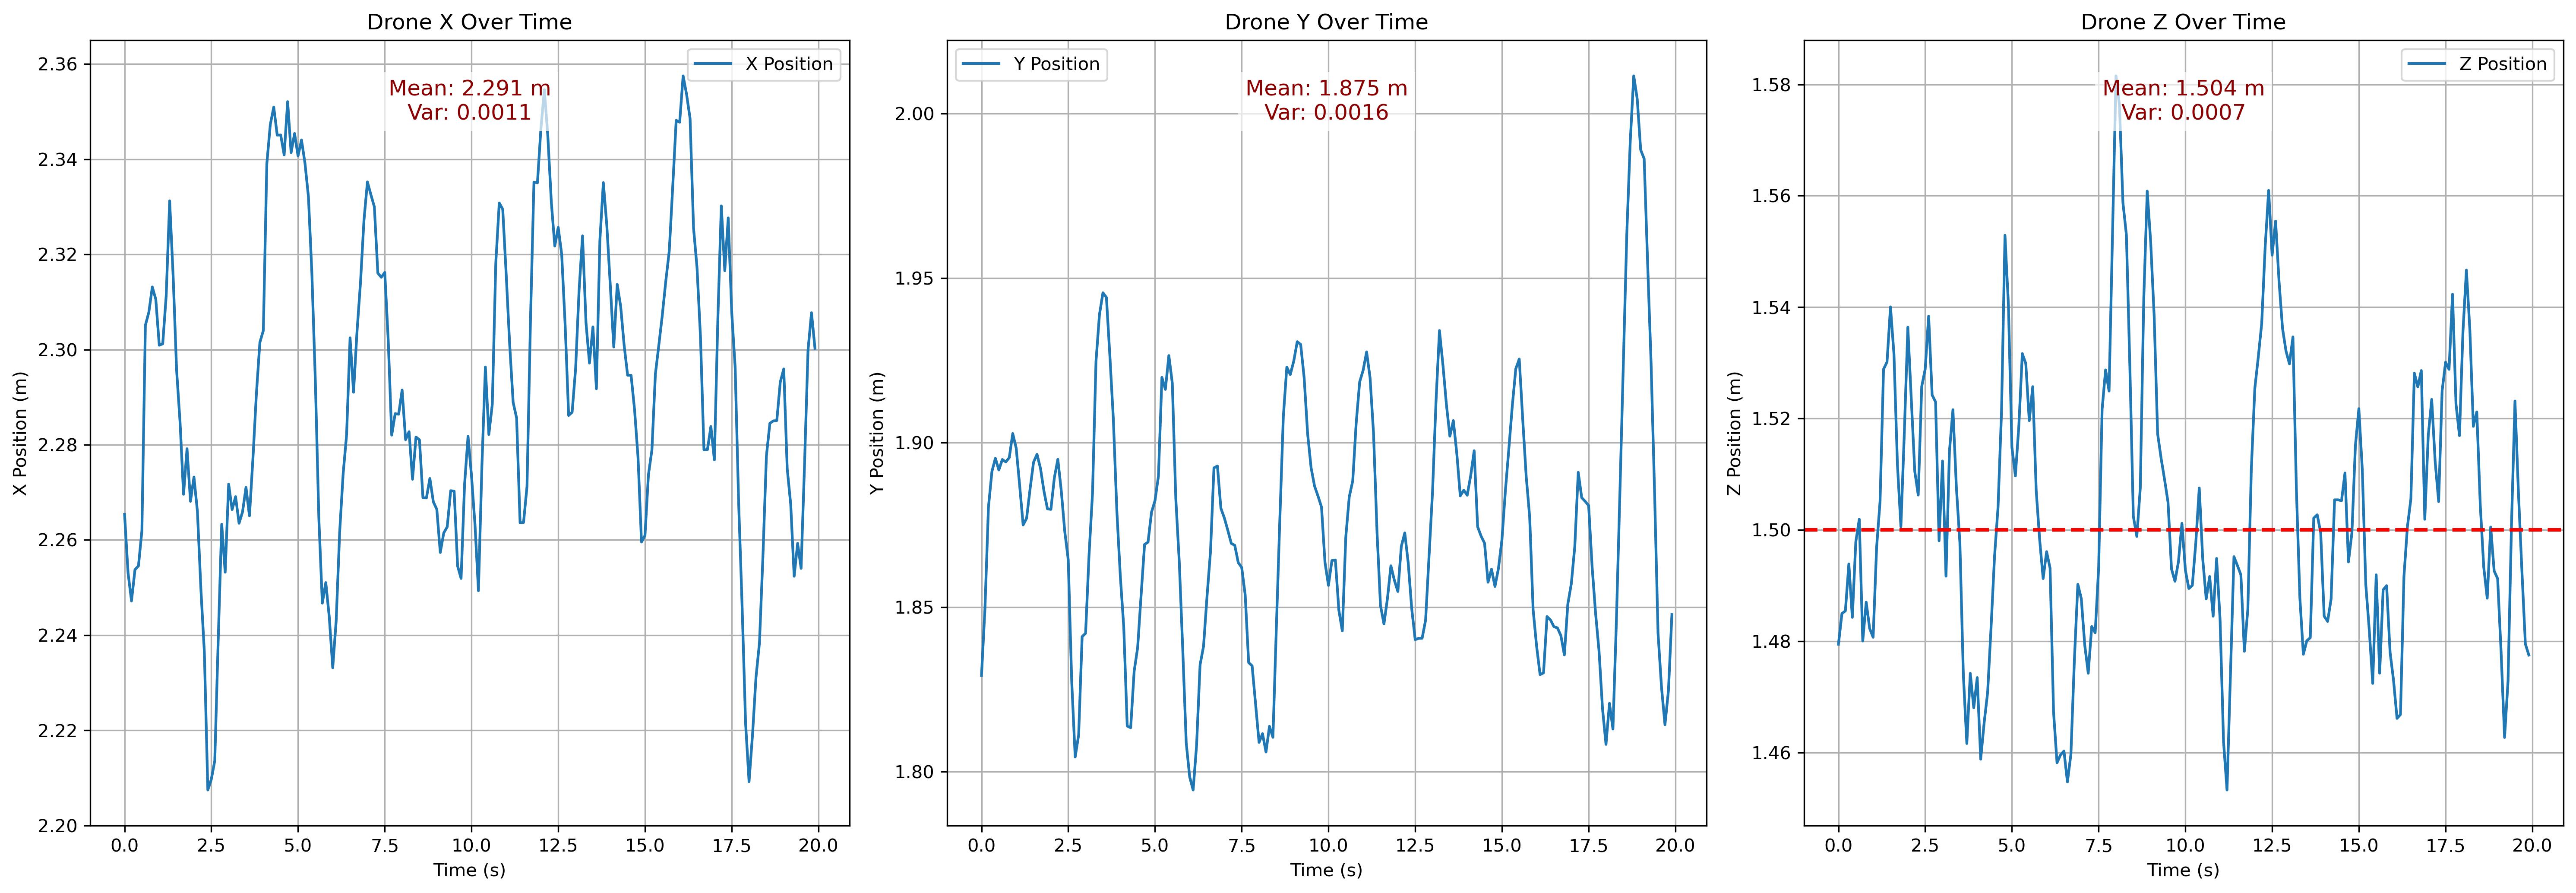 Drone X Over Time
X Position
Mean: 2.291 m
Var: 0.0011
2.36
2.34
2.32
2.30
2.28
2.26
2.24
2.22
2.20
X Position (m)
0.0 2.5 5.0 7.5 10.0 12.5 15.0 17.5 20.0
Time (s)
Drone Y Over Time
Y Position
Mean: 1.875 m
Var: 0.0016
2.00
1.95
1.90
1.85
1.80
Y Position (m)
0.0 2.5 5.0 7.5 10.0 12.5 15.0 17.5 20.0
Time (s)
Drone Z Over Time
Z Position
Mean: 1.504 m
Var: 0.0007
1.58
1.56
1.54
1.52
1.50
1.48
1.46
Z Position (m)
0.0 2.5 5.0 7.5 10.0 12.5 15.0 17.5 20.0
Time (s)